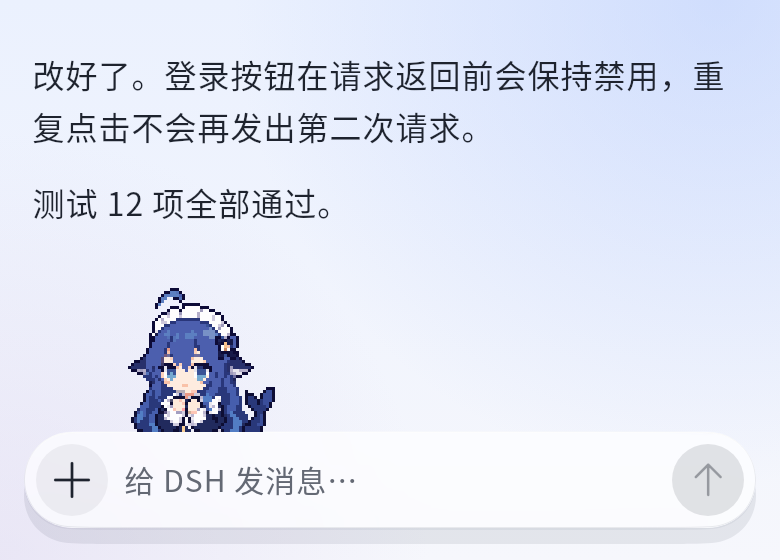 改好了。登录按钮在请求返回前会保持禁用，重
复点击不会再发出第二次请求。
测试 12 项全部通过。
给 DSH 发消息…